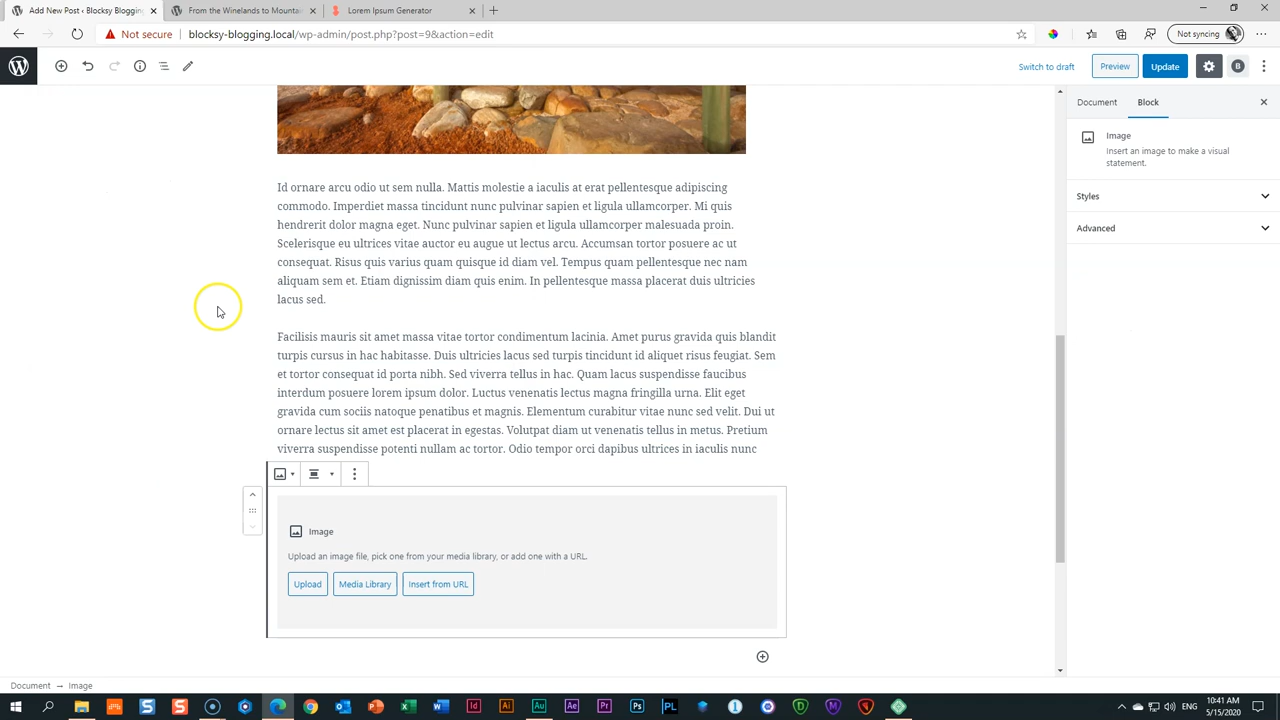 Add New Post ‹ Blocksy Blogging
From the Winelands to Mountai
Lorem Ipsum Generator
Not secure
blocksy-blogging.local/wp-admin/post.php?post=9&action=edit
Not syncing
Switch to draft
Preview
Update
Document
Block
Image
Insert an image to make a visual
statement.
Styles
Advanced
Id ornare arcu odio ut sem nulla. Mattis molestie a iaculis at erat pellentesque adipiscing
commodo. Imperdiet massa tincidunt nunc pulvinar sapien et ligula ullamcorper. Mi quis
hendrerit dolor magna eget. Nunc pulvinar sapien et ligula ullamcorper malesuada proin.
Scelerisque eu ultrices vitae auctor eu augue ut lectus arcu. Accumsan tortor posuere ac ut
consequat. Risus quis varius quam quisque id diam vel. Tempus quam pellentesque nec nam
aliquam sem et. Etiam dignissim diam quis enim. In pellentesque massa placerat duis ultricies
lacus sed.
Facilisis mauris sit amet massa vitae tortor condimentum lacinia. Amet purus gravida quis blandit
turpis cursus in hac habitasse. Duis ultricies lacus sed turpis tincidunt id aliquet risus feugiat. Sem
et tortor consequat id porta nibh. Sed viverra tellus in hac. Quam lacus suspendisse faucibus
interdum posuere lorem ipsum dolor. Luctus venenatis lectus magna fringilla urna. Elit eget
gravida cum sociis natoque penatibus et magnis. Elementum curabitur vitae nunc sed velit. Dui ut
ornare lectus sit amet est placerat in egestas. Volutpat diam ut venenatis tellus in metus. Pretium
viverra suspendisse potenti nullam ac tortor. Odio tempor orci dapibus ultrices in iaculis nunc
Image
Upload an image file, pick one from your media library, or add one with a URL.
Upload
Media Library
Insert from URL
Document → Image
ENG
10:41 AM
5/15/2020